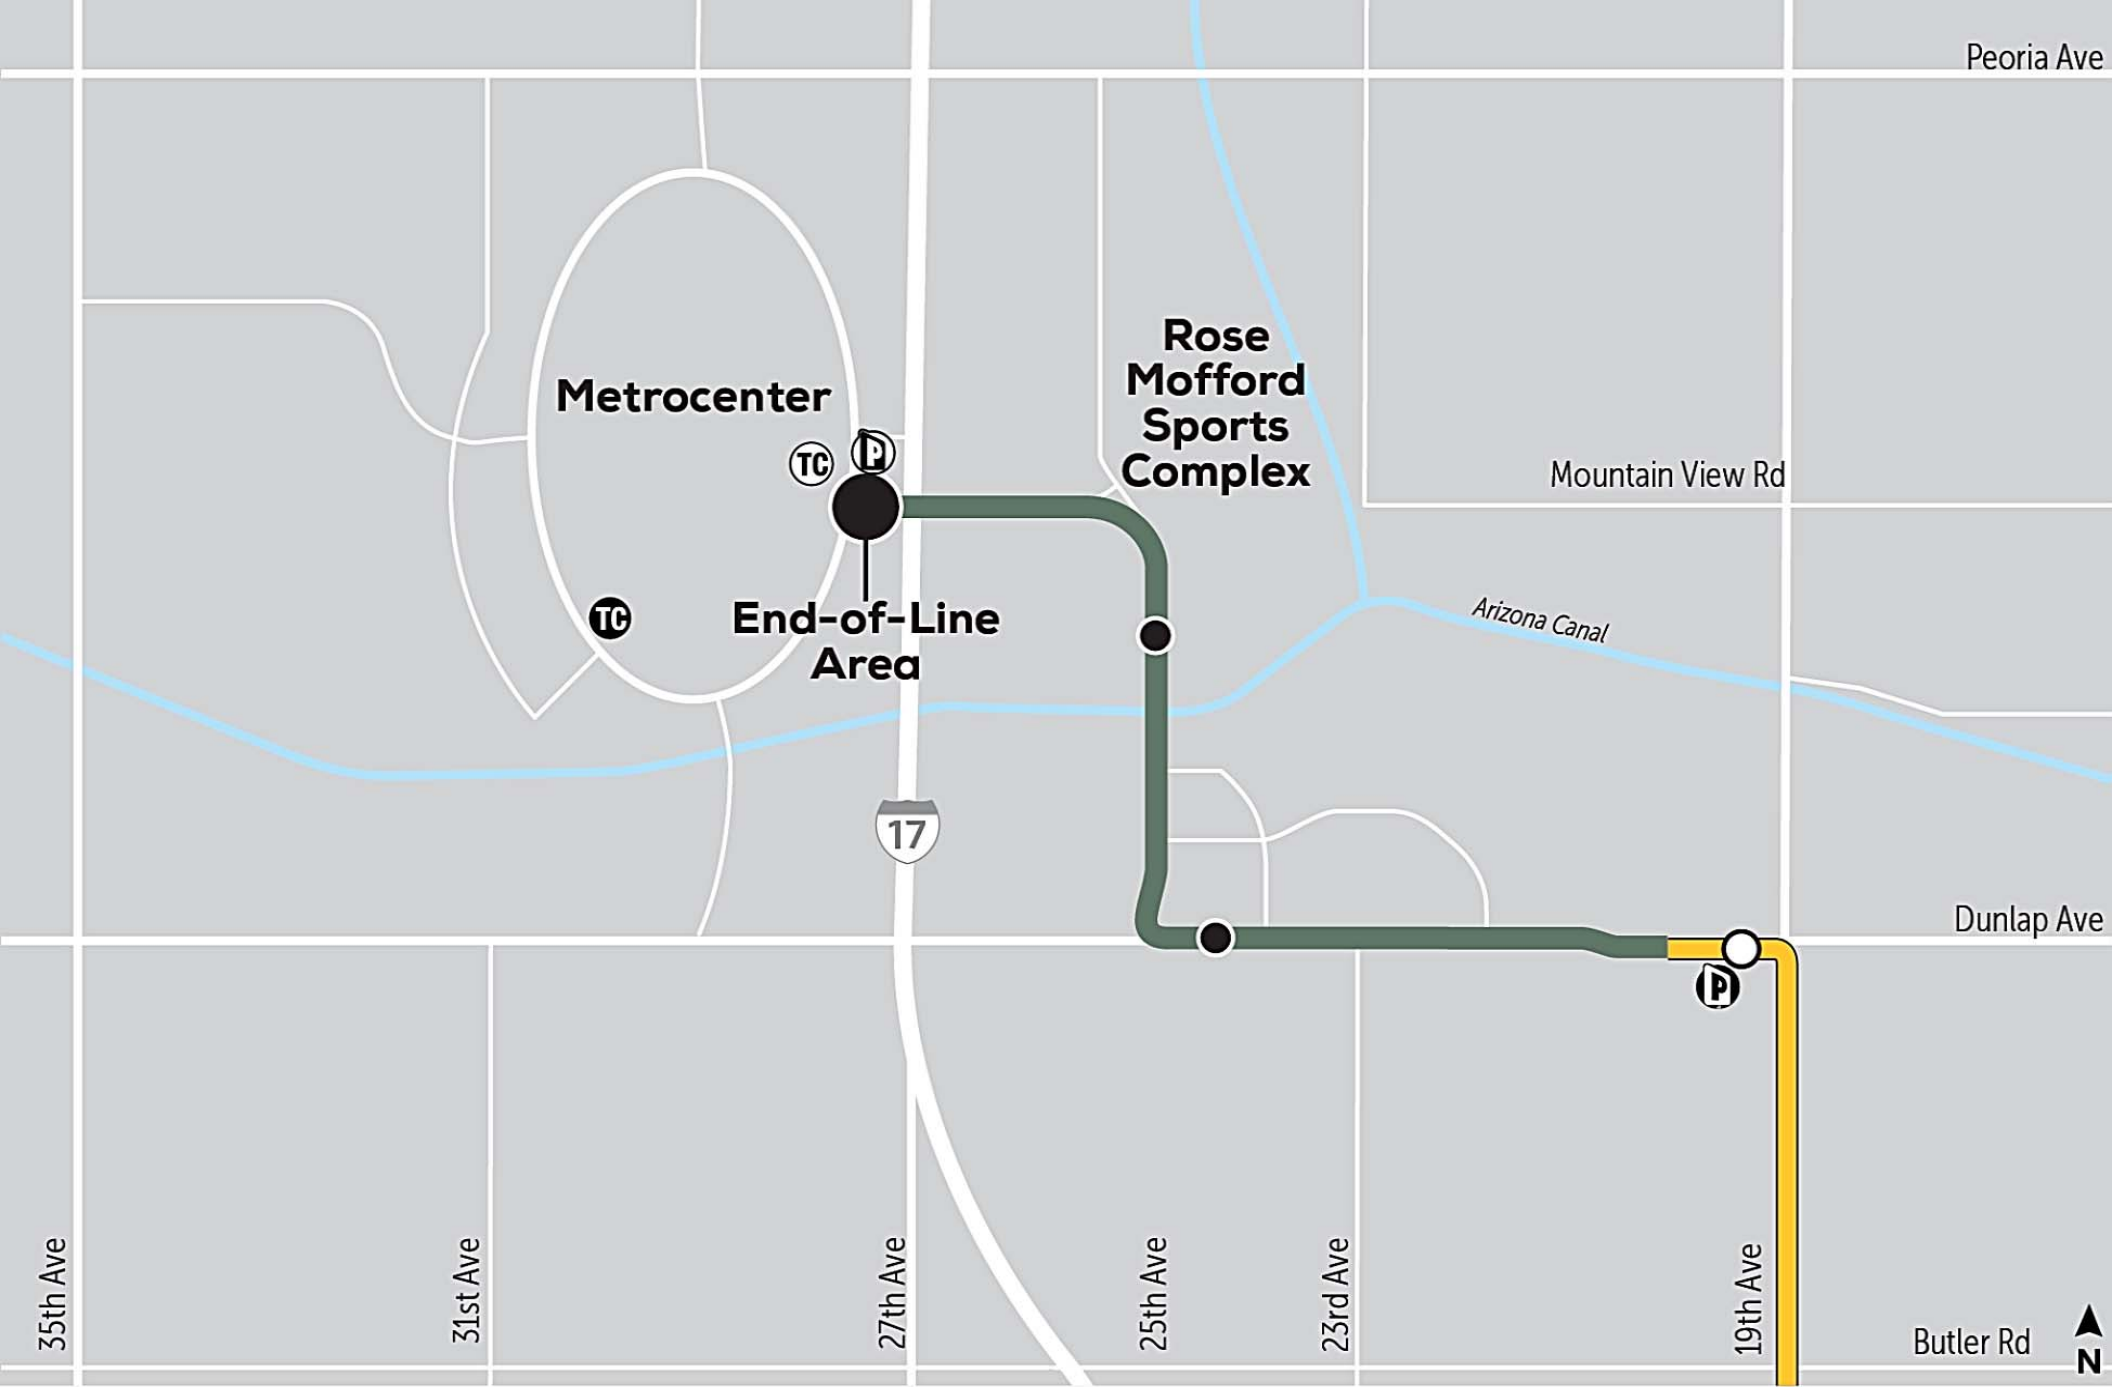 Peoria Ave
Rose
Mofford
Sports
Complex
Metrocenter
TC
P
Mountain View Rd
Arizona Canal
TC
End-of-Line
Area
17
Dunlap Ave
P
35th Ave
31st Ave
27th Ave
25th Ave
23rd Ave
19th Ave
Butler Rd
N